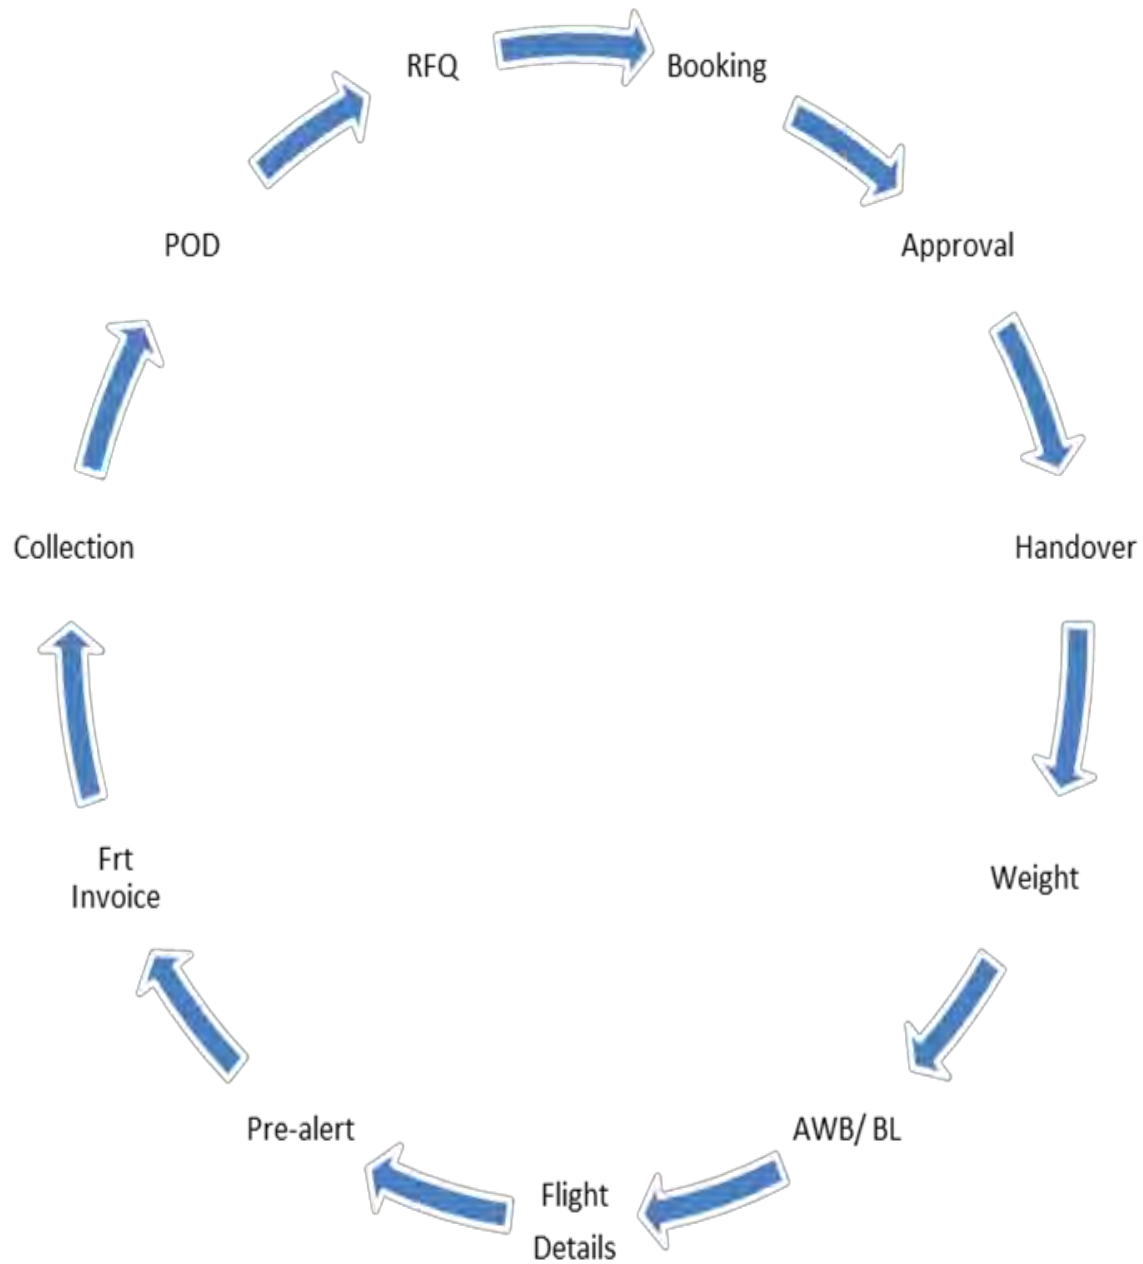 RFQ
Booking
Approval
Handover
Weight
AWB/ BL
Flight
Details
Pre-alert
Frt
Invoice
Collection
POD